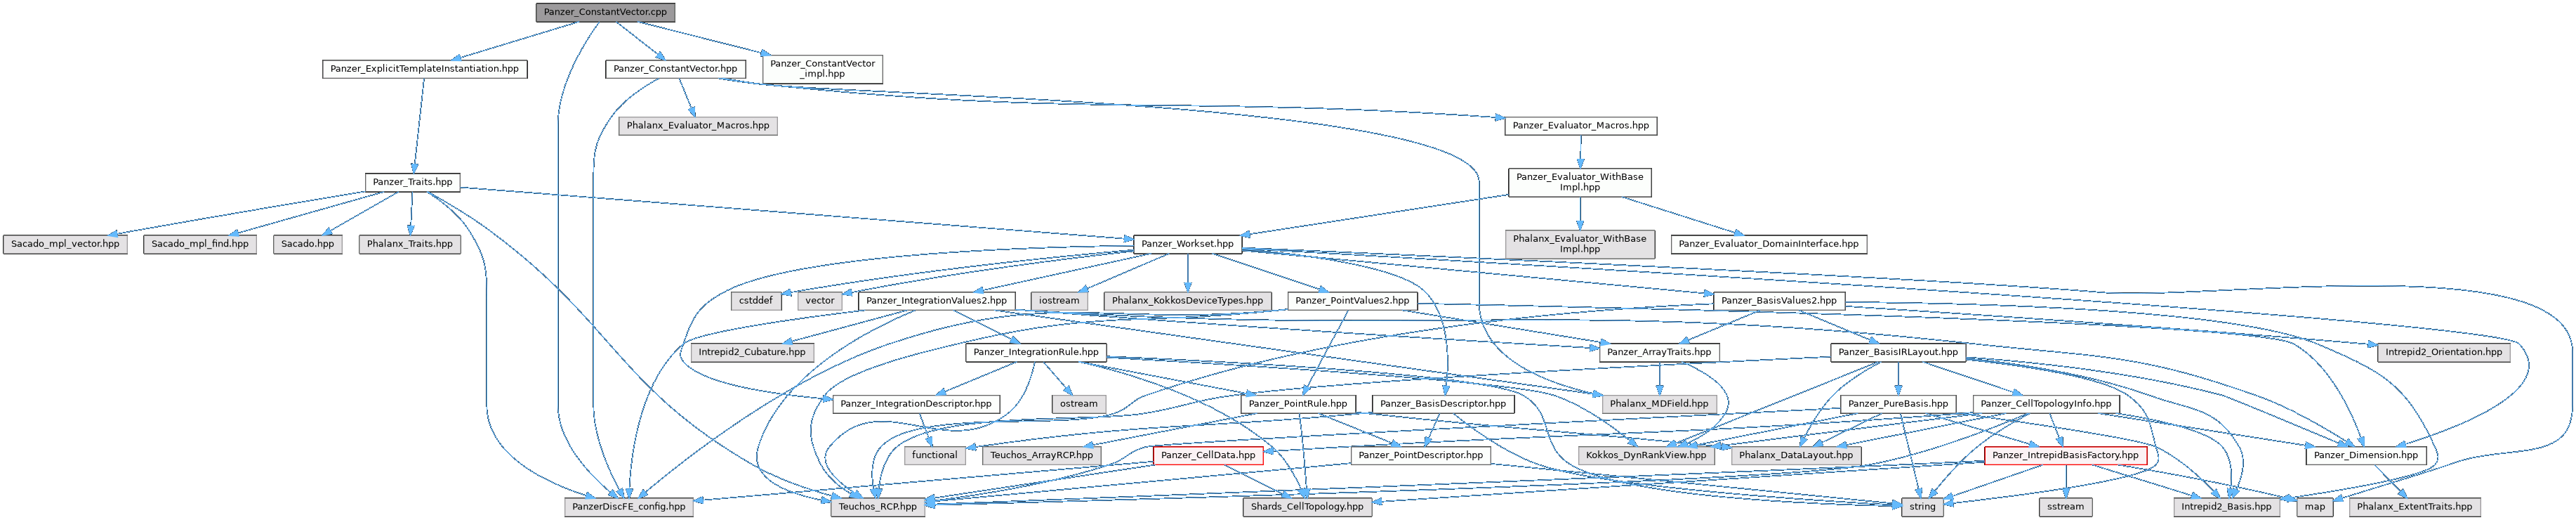 Panzer_ConstantVector.cpp
Panzer_ExplicitTemplateInstantiation.hpp
Panzer_ConstantVector.hpp
Panzer_ConstantVector
_impl.hpp
Phalanx_Evaluator_Macros.hpp
Panzer_Evaluator_Macros.hpp
Panzer_Traits.hpp
Panzer_Evaluator_WithBase
Impl.hpp
Sacado_mpl_vector.hpp
Sacado_mpl_find.hpp
Sacado.hpp
Phalanx_Traits.hpp
Panzer_Workset.hpp
Phalanx_Evaluator_WithBase
Impl.hpp
Panzer_Evaluator_DomainInterface.hpp
cstddef
vector
Panzer_IntegrationValues2.hpp
iostream
Phalanx_KokkosDeviceTypes.hpp
Panzer_PointValues2.hpp
Panzer_BasisValues2.hpp
Intrepid2_Cubature.hpp
Panzer_IntegrationRule.hpp
Panzer_ArrayTraits.hpp
Panzer_BasisIRLayout.hpp
Intrepid2_Orientation.hpp
Panzer_IntegrationDescriptor.hpp
ostream
Panzer_PointRule.hpp
Panzer_BasisDescriptor.hpp
Phalanx_MDField.hpp
Panzer_PureBasis.hpp
Panzer_CellTopologyInfo.hpp
functional
Teuchos_ArrayRCP.hpp
Panzer_CellData.hpp
Panzer_PointDescriptor.hpp
Kokkos_DynRankView.hpp
Phalanx_DataLayout.hpp
Panzer_IntrepidBasisFactory.hpp
Panzer_Dimension.hpp
PanzerDiscFE_config.hpp
Teuchos_RCP.hpp
Shards_CellTopology.hpp
string
sstream
Intrepid2_Basis.hpp
map
Phalanx_ExtentTraits.hpp